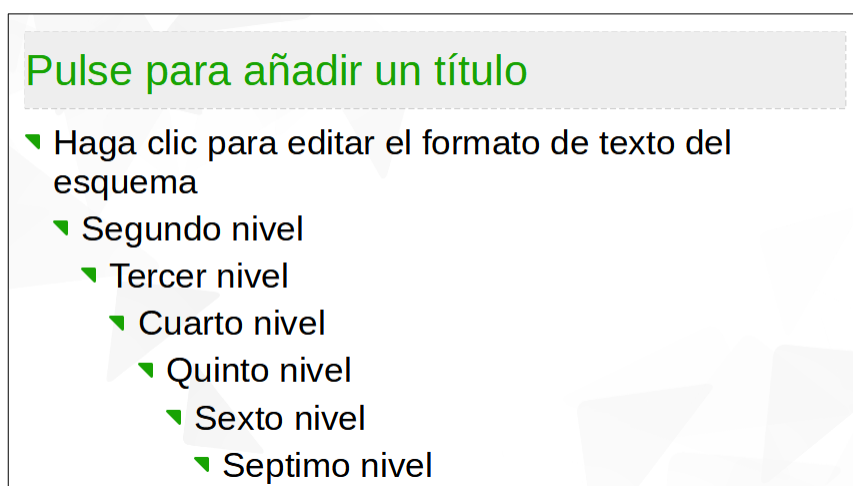 Pulse para añadir un título
Haga clic para editar el formato de texto del
esquema
Segundo nivel
Tercer nivel
Cuarto nivel
Quinto nivel
Sexto nivel
Septimo nivel